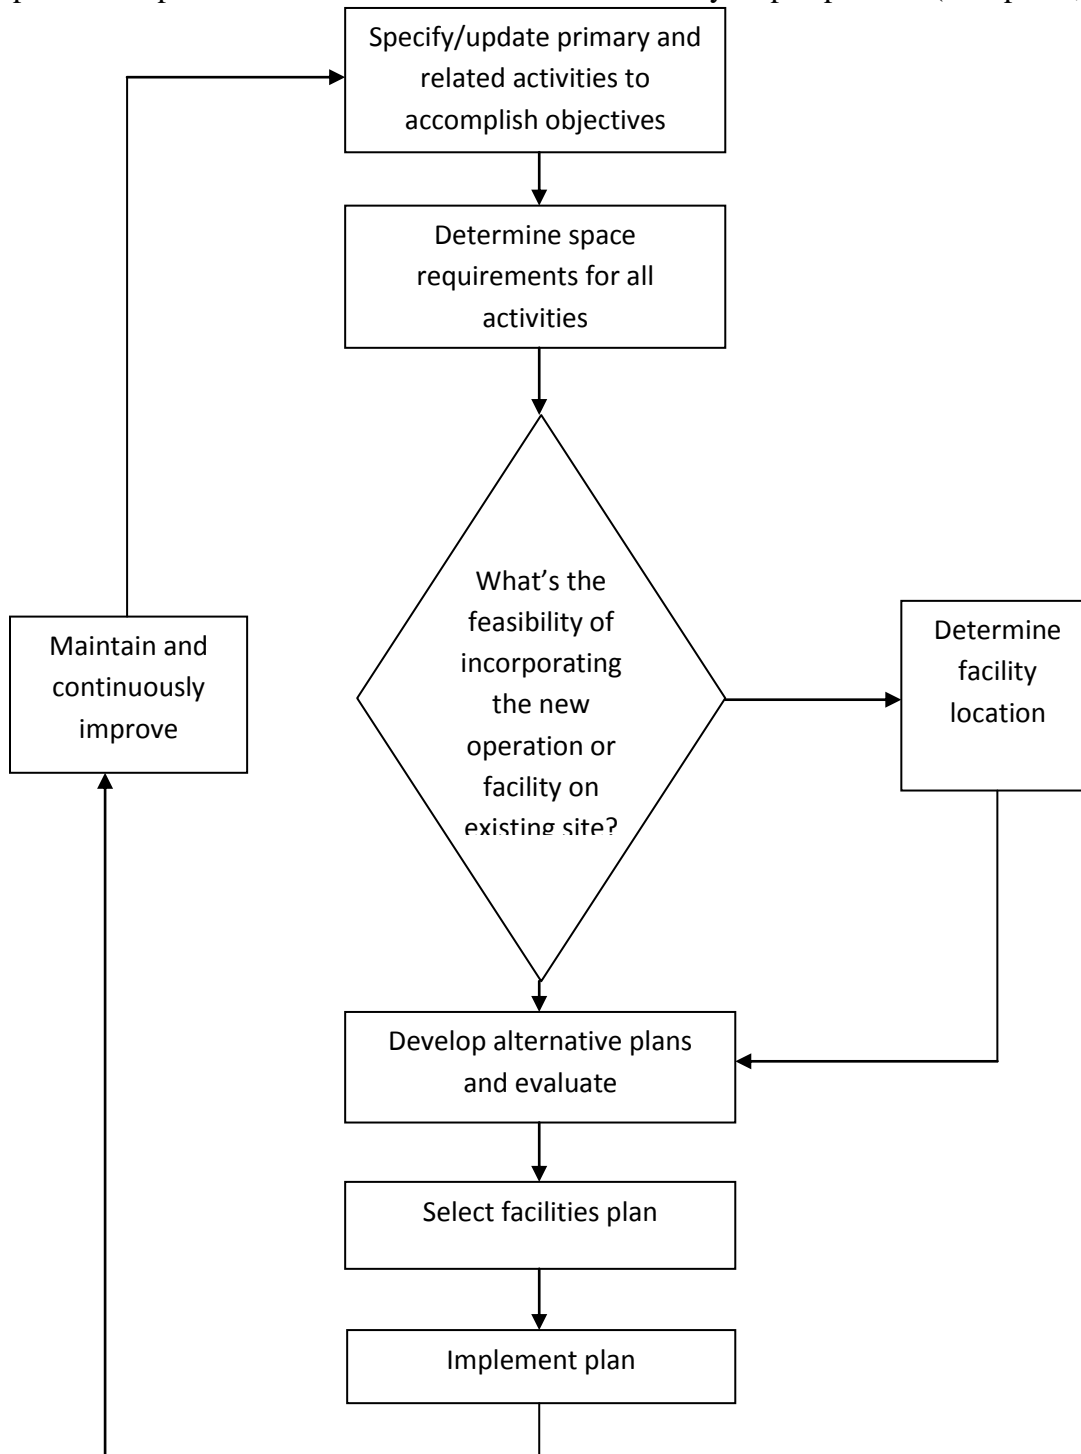 Specify/update primary and
related activities to
accomplish objectives
Determine space
requirements for all
activities
What’s the
feasibility of
incorporating
the new
operation or
facility on
existing site?
Determine
facility
location
Maintain and
continuously
improve
Develop alternative plans
and evaluate
Select facilities plan
Implement plan